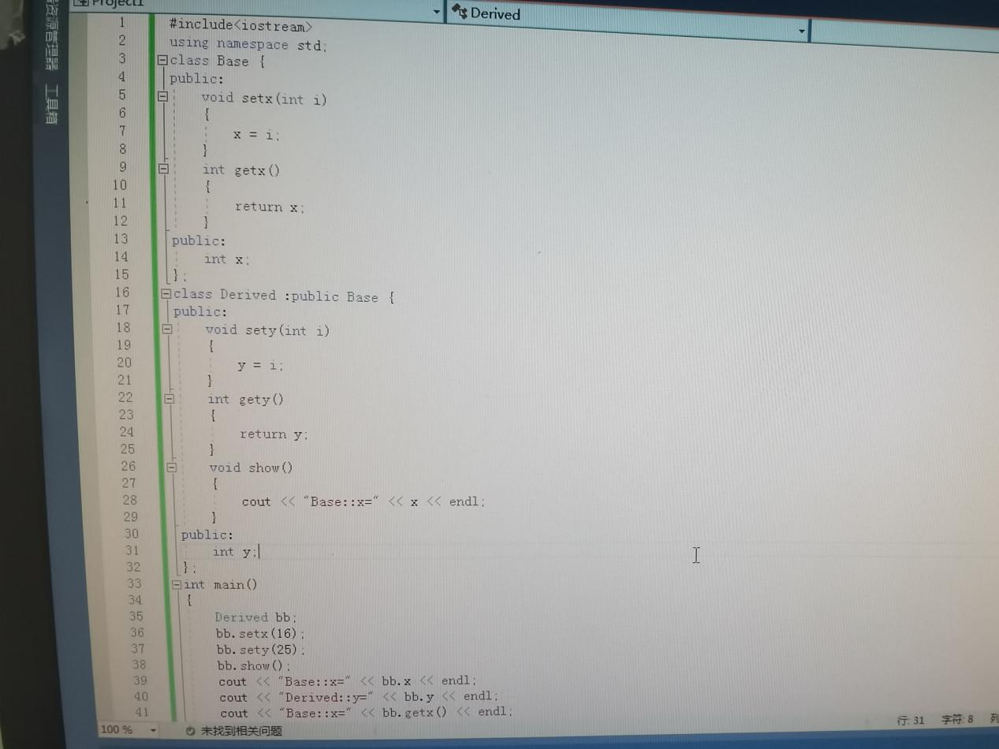 Project1
Derived
资源管理器
工具箱
1 #include<iostream>
2 using namespace std;
3 class Base {
4 public:
5 void setx(int i)
6 {
7 x = i;
8 }
9 int getx()
10 {
11 return x;
12 }
13 public:
14 int x;
15 };
16 class Derived :public Base {
17 public:
18 void sety(int i)
19 {
20 y = i;
21 }
22 int gety()
23 {
24 return y;
25 }
26 void show()
27 {
28 cout << "Base::x=" << x << endl;
29 }
30 public:
31 int y;
32 };
33 int main()
34 {
35 Derived bb;
36 bb.setx(16);
37 bb.sety(25);
38 bb.show();
39 cout << "Base::x=" << bb.x << endl;
40 cout << "Derived::y=" << bb.y << endl;
41 cout << "Base::x=" << bb.getx() << endl;
100 % 未找到相关问题 行: 31 字符: 8 列